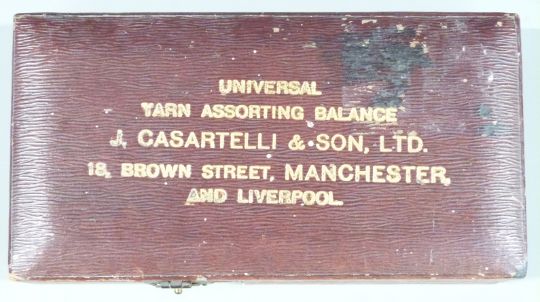 UNIVERSAL
YARN ASSORTING BALANCE
J. CASARTELLI & SON, LTD.
18, BROWN STREET, MANCHESTER,
AND LIVERPOOL.